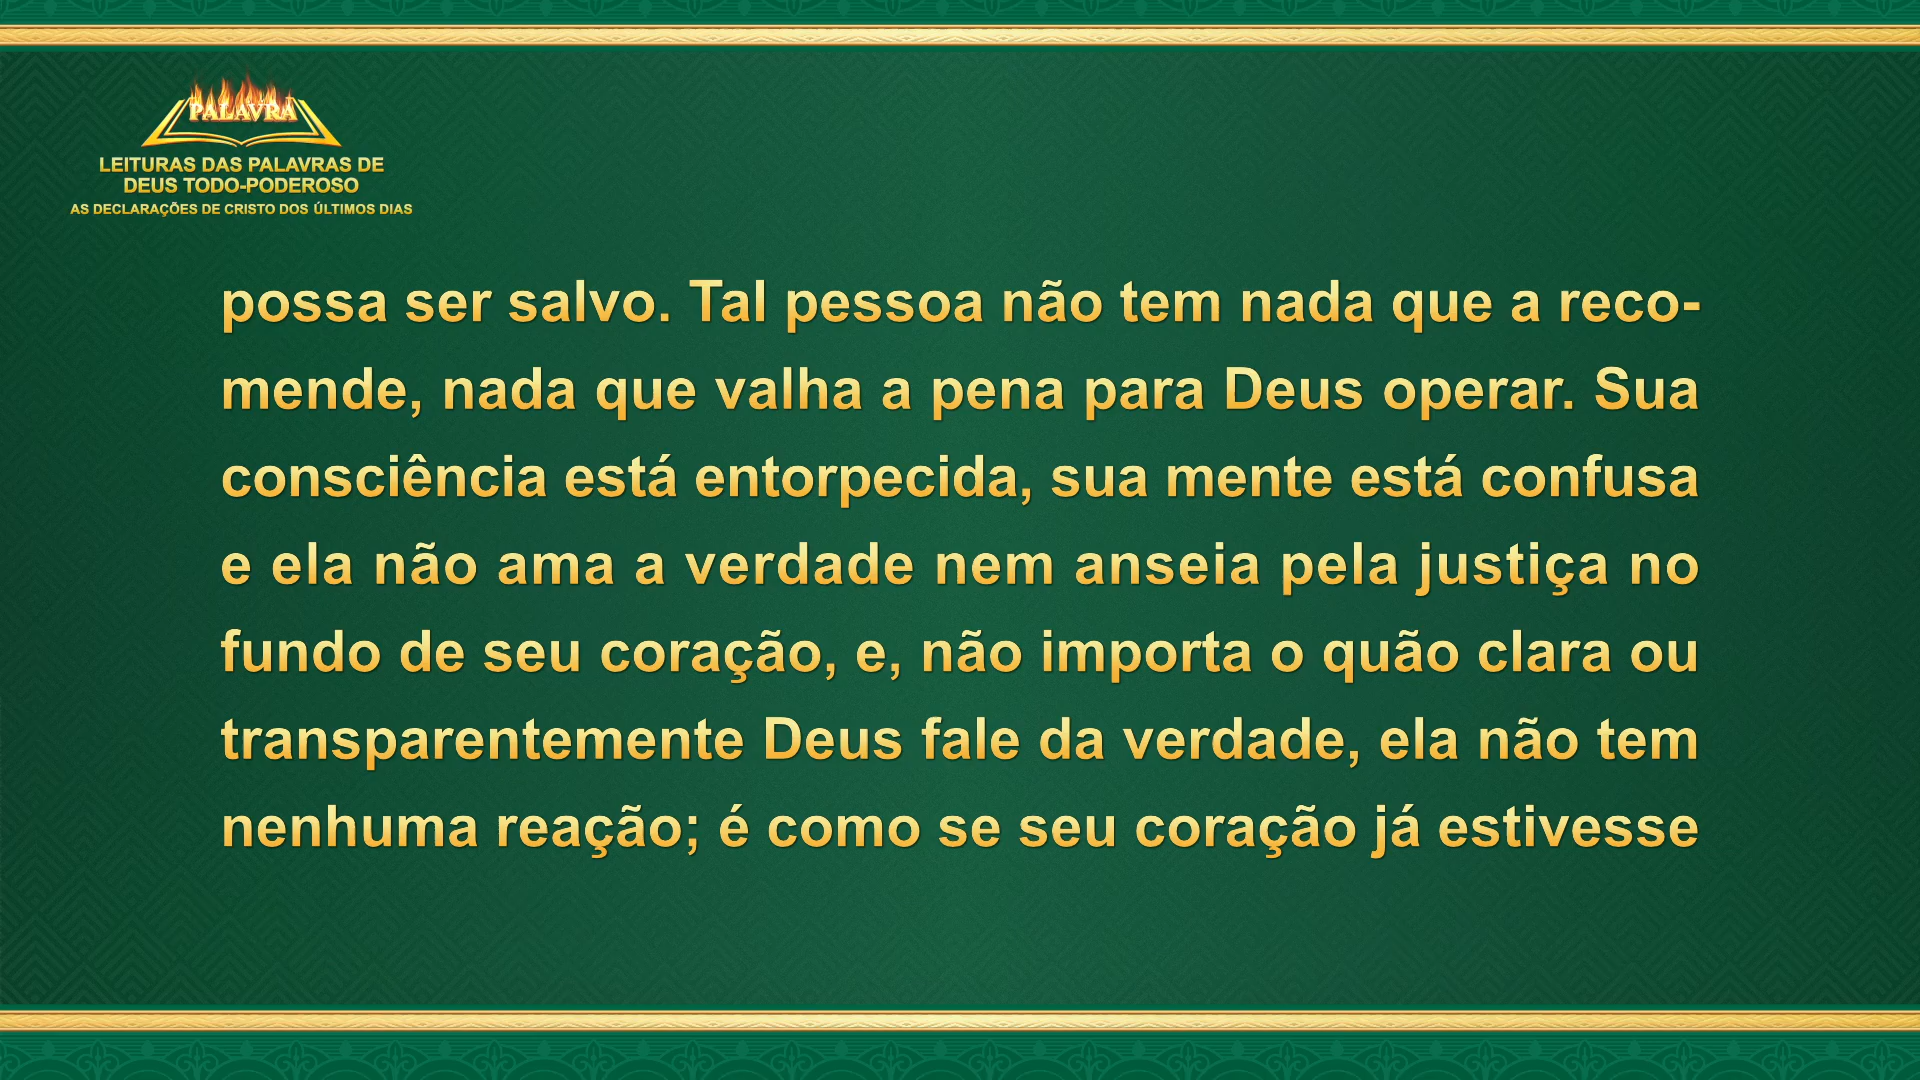 PALAVRA
LEITURAS DAS PALAVRAS DE
DEUS TODO-PODEROSO
AS DECLARAÇÕES DE CRISTO DOS ÚLTIMOS DIAS
possa ser salvo. Tal pessoa não tem nada que a reco-
mende, nada que valha a pena para Deus operar. Sua
consciência está entorpecida, sua mente está confusa
e ela não ama a verdade nem anseia pela justiça no
fundo de seu coração, e, não importa o quão clara ou
transparentemente Deus fale da verdade, ela não tem
nenhuma reação; é como se seu coração já estivesse